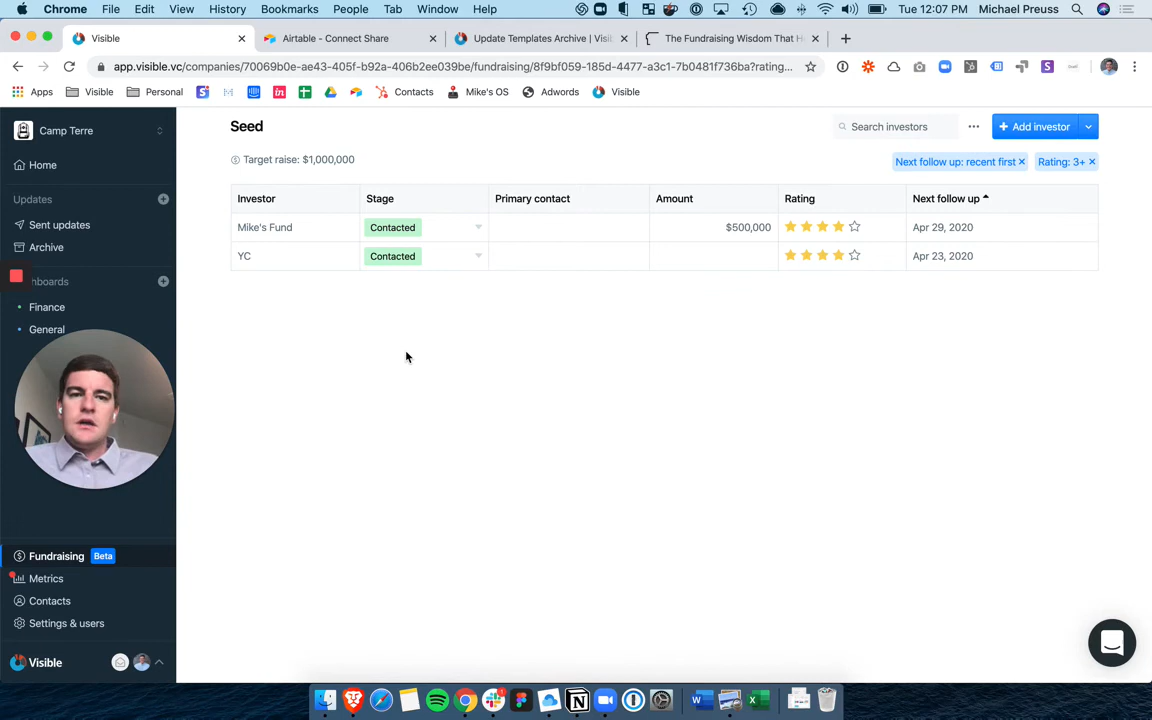 Chrome File Edit View History Bookmarks People Tab Window Help Tue 12:07 PM Michael Preuss
Visible Airtable - Connect Share Update Templates Archive | Visi The Fundraising Wisdom That H
app.visible.vc/companies/70069b0e-ae43-405f-b92a-406b2ee039be/fundraising/8f9bf059-185d-4477-a3c1-7b0481f736ba?rating...
Apps Visible Personal Contacts Mike's OS Adwords Visible
Camp Terre
Home
Updates
Sent updates
Archive
hboards
Finance
General
Fundraising Beta
Metrics
Contacts
Settings & users
Visible
Seed
Search investors
+ Add investor
Target raise: $1,000,000
Next follow up: recent first × Rating: 3+ ×
Investor Stage Primary contact Amount Rating Next follow up
Mike's Fund Contacted $500,000 Apr 29, 2020
YC Contacted Apr 23, 2020